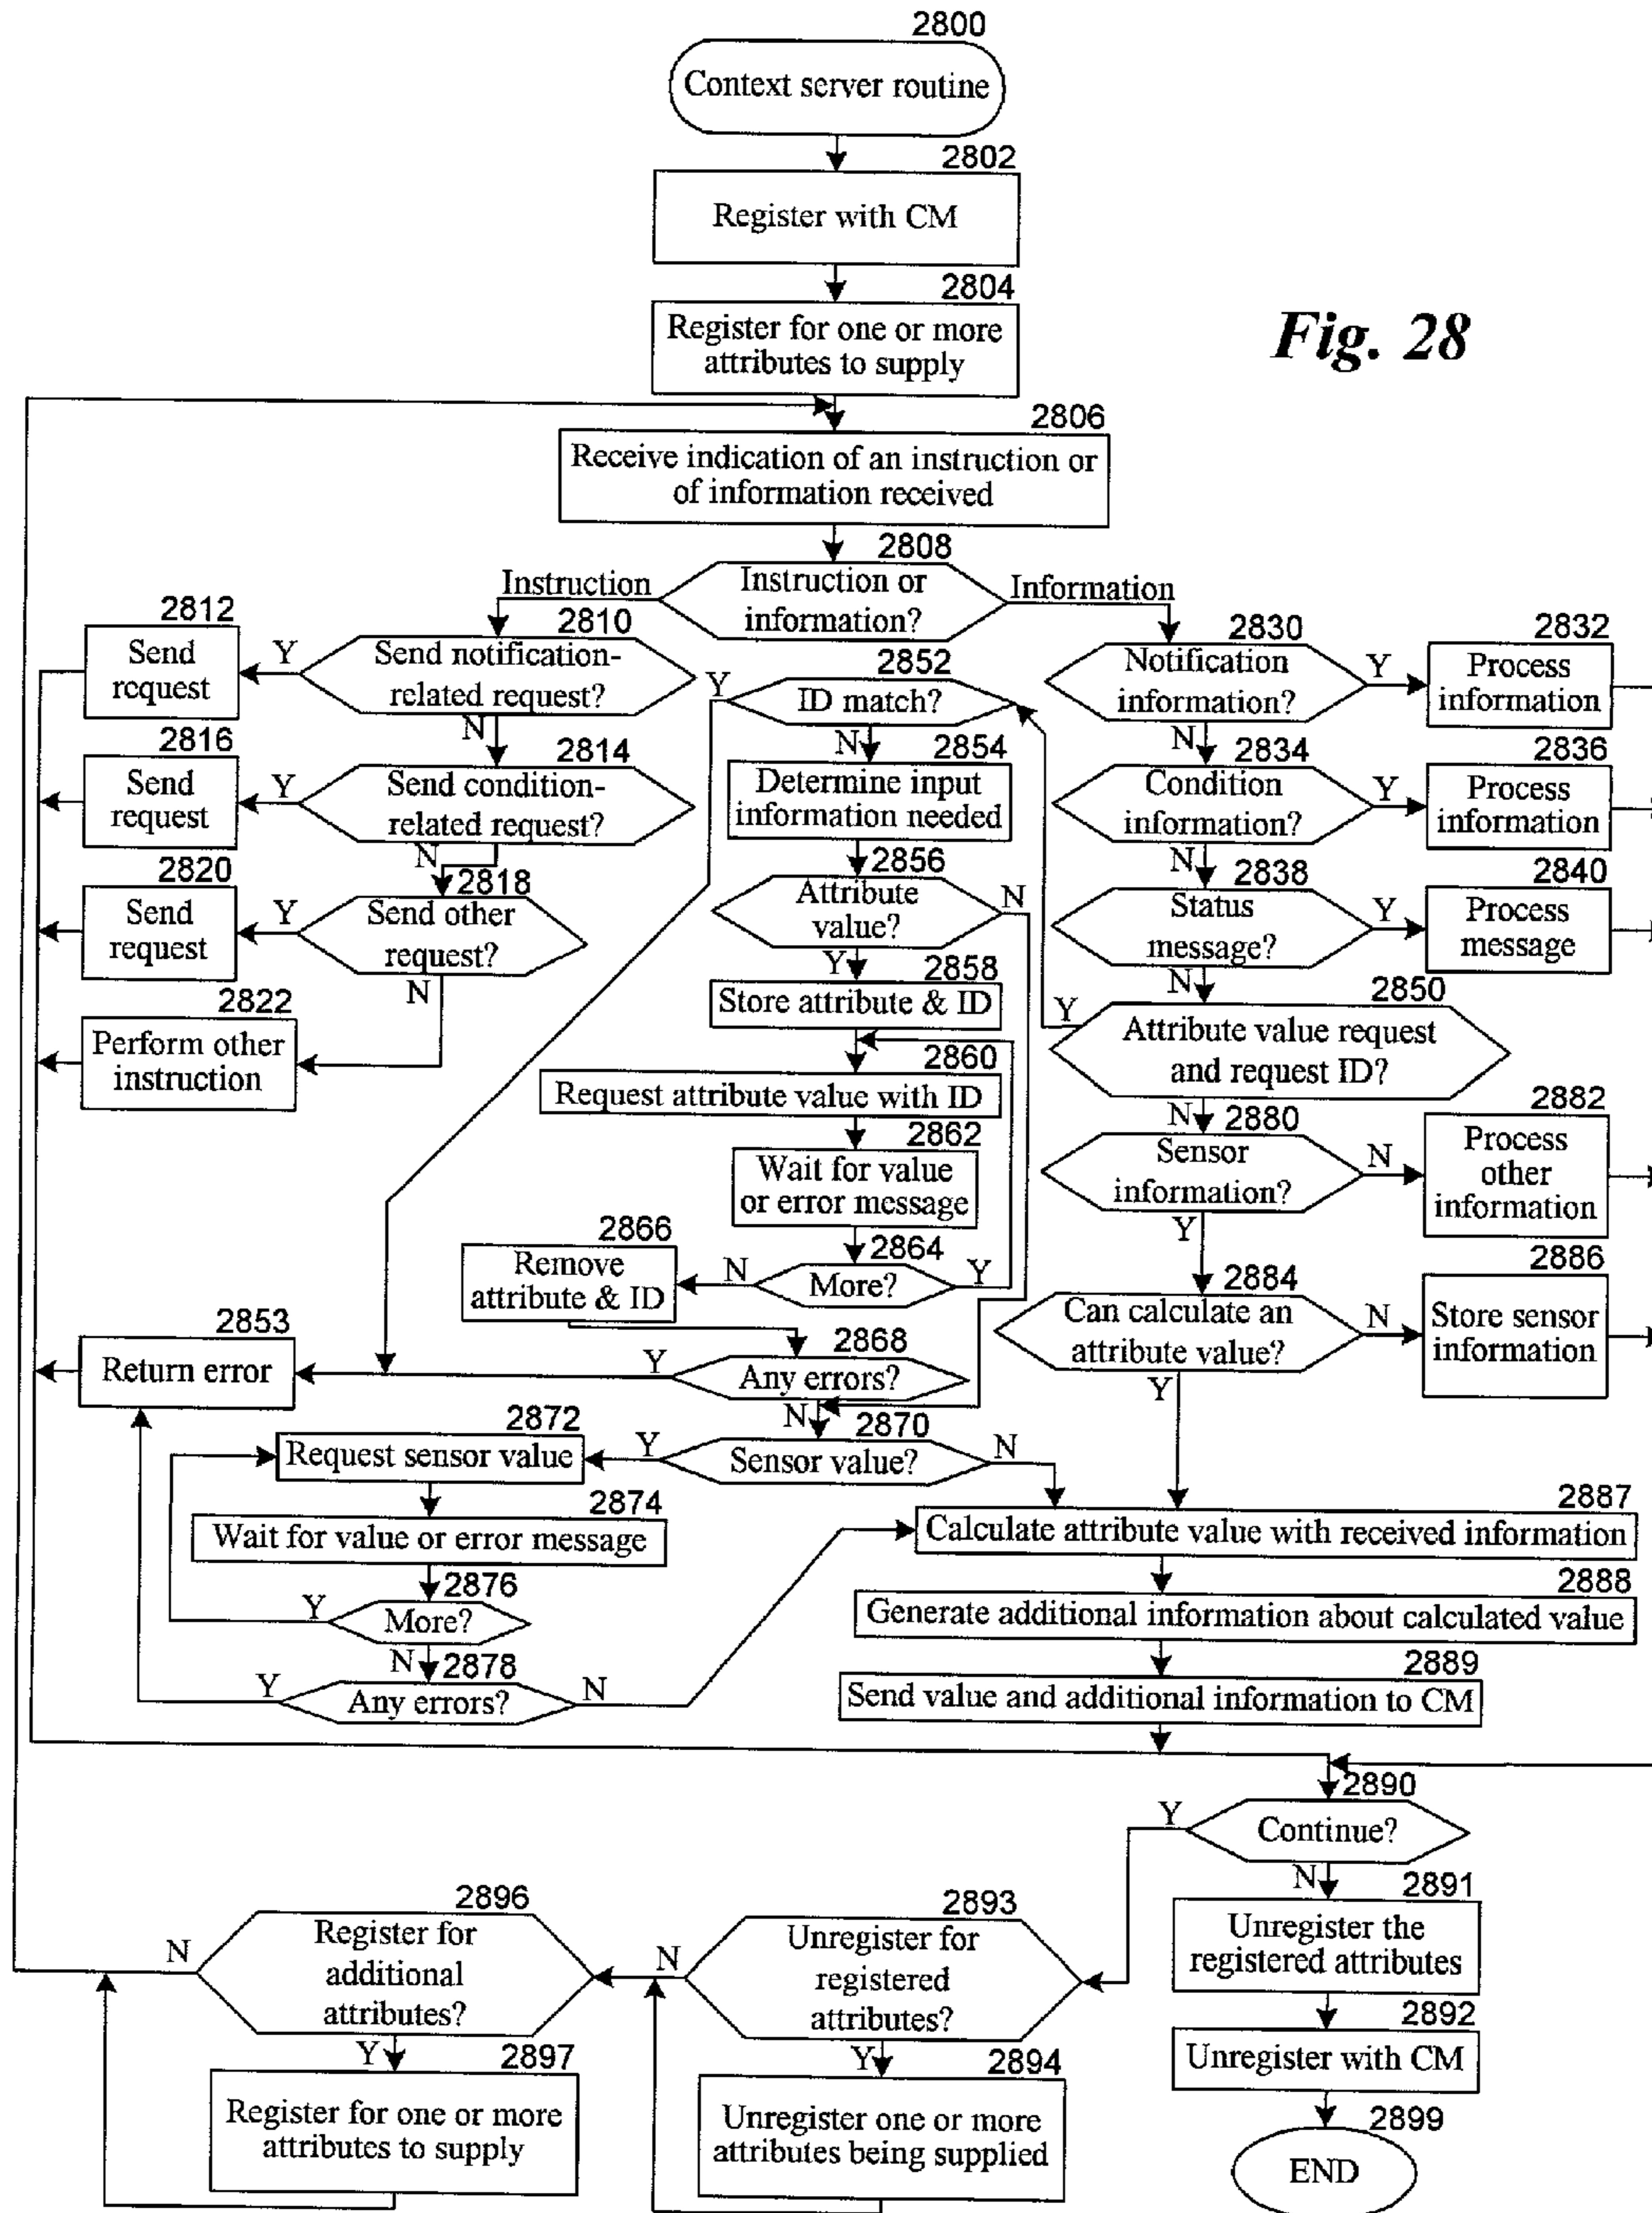 2800
Context server routine
2802
Register with CM
2804
Register for one or more
attributes to supply
Fig. 28
2806
Receive indication of an instruction or
of information received
2808
Instruction or
information?
Instruction
Information
2810
Send notification-
related request?
Y
N
2812
Send
request
2814
Send condition-
related request?
Y
N
2816
Send
request
2818
Send other
request?
Y
N
2820
Send
request
2822
Perform other
instruction
2830
Notification
information?
Y
N
2832
Process
information
2834
Condition
information?
Y
N
2836
Process
information
2838
Status
message?
Y
N
2840
Process
message
2850
Attribute value request
and request ID?
Y
N
2852
ID match?
Y
N
2854
Determine input
information needed
2856
Attribute
value?
N
Y
2858
Store attribute & ID
2860
Request attribute value with ID
2862
Wait for value
or error message
2864
More?
Y
N
2866
Remove
attribute & ID
2868
Any errors?
Y
N
2853
Return error
2870
Sensor value?
Y
N
2872
Request sensor value
2874
Wait for value or error message
2876
More?
Y
N
2878
Any errors?
Y
N
2880
Sensor
information?
N
Y
2882
Process
other
information
2884
Can calculate an
attribute value?
N
Y
2886
Store sensor
information
2887
Calculate attribute value with received information
2888
Generate additional information about calculated value
2889
Send value and additional information to CM
2890
Continue?
Y
N
2891
Unregister the
registered attributes
2892
Unregister with CM
2899
END
2893
Unregister for
registered
attributes?
N
Y
2894
Unregister one or more
attributes being supplied
2896
Register for
additional
attributes?
N
Y
2897
Register for one or more
attributes to supply